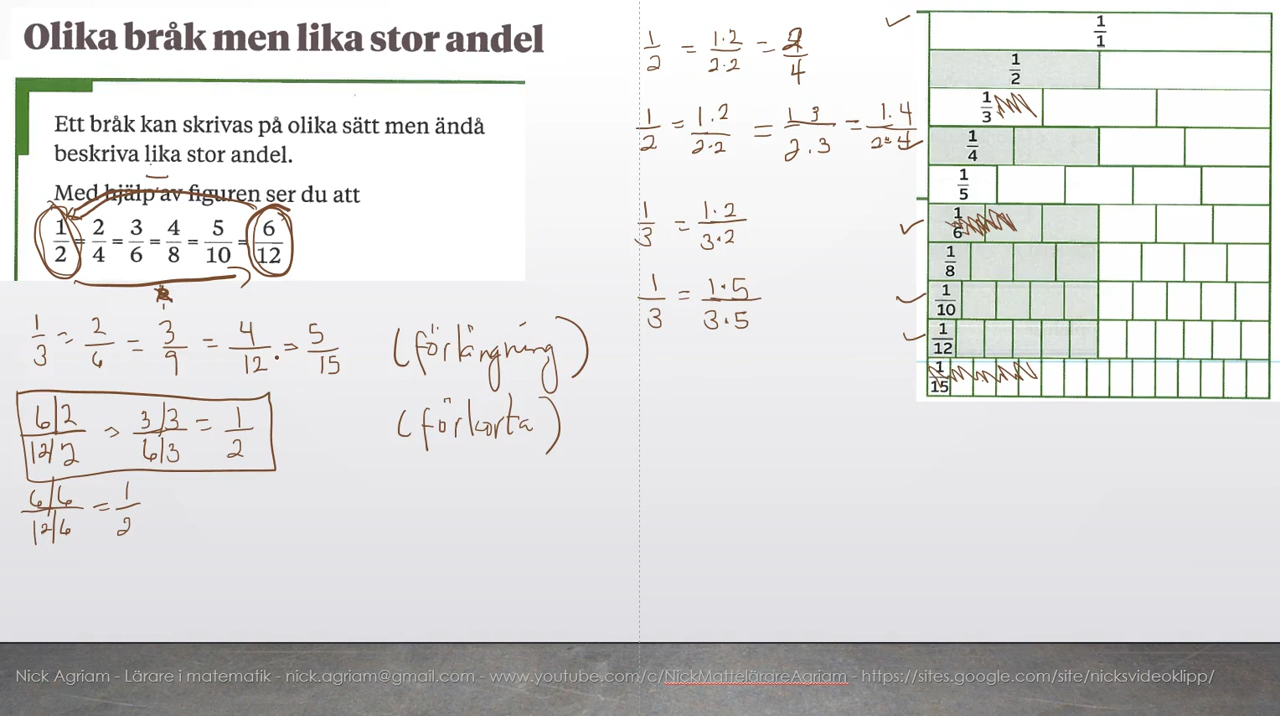 Olika bråk men lika stor andel
Ett bråk kan skrivas på olika sätt men ändå
beskriva lika stor andel.
Med hjälp av figuren ser du att
1/2 = 2/4 = 3/6 = 4/8 = 5/10 = 6/12
1/3 = 2/6 = 3/9 = 4/12 = 5/15 (förlängning)
6/2 / 12/2 = 3/3 / 6/3 = 1/2 (förkorta)
6/6 / 12/6 = 1/2
1/2 = 1·2/2·2 = 2/4
1/2 = 1·2/2·2 = 1·3/2·3 = 1·4/2·4
1/3 = 1·2/3·2
1/3 = 1·5/3·5
1/1
1/2
1/3
1/4
1/5
1/6
1/8
1/10
1/12
1/15
Nick Agriam - Lärare i matematik - nick.agriam@gmail.com - www.youtube.com/c/NickMattelärareAgriam - https://sites.google.com/site/nicksvideoklipp/